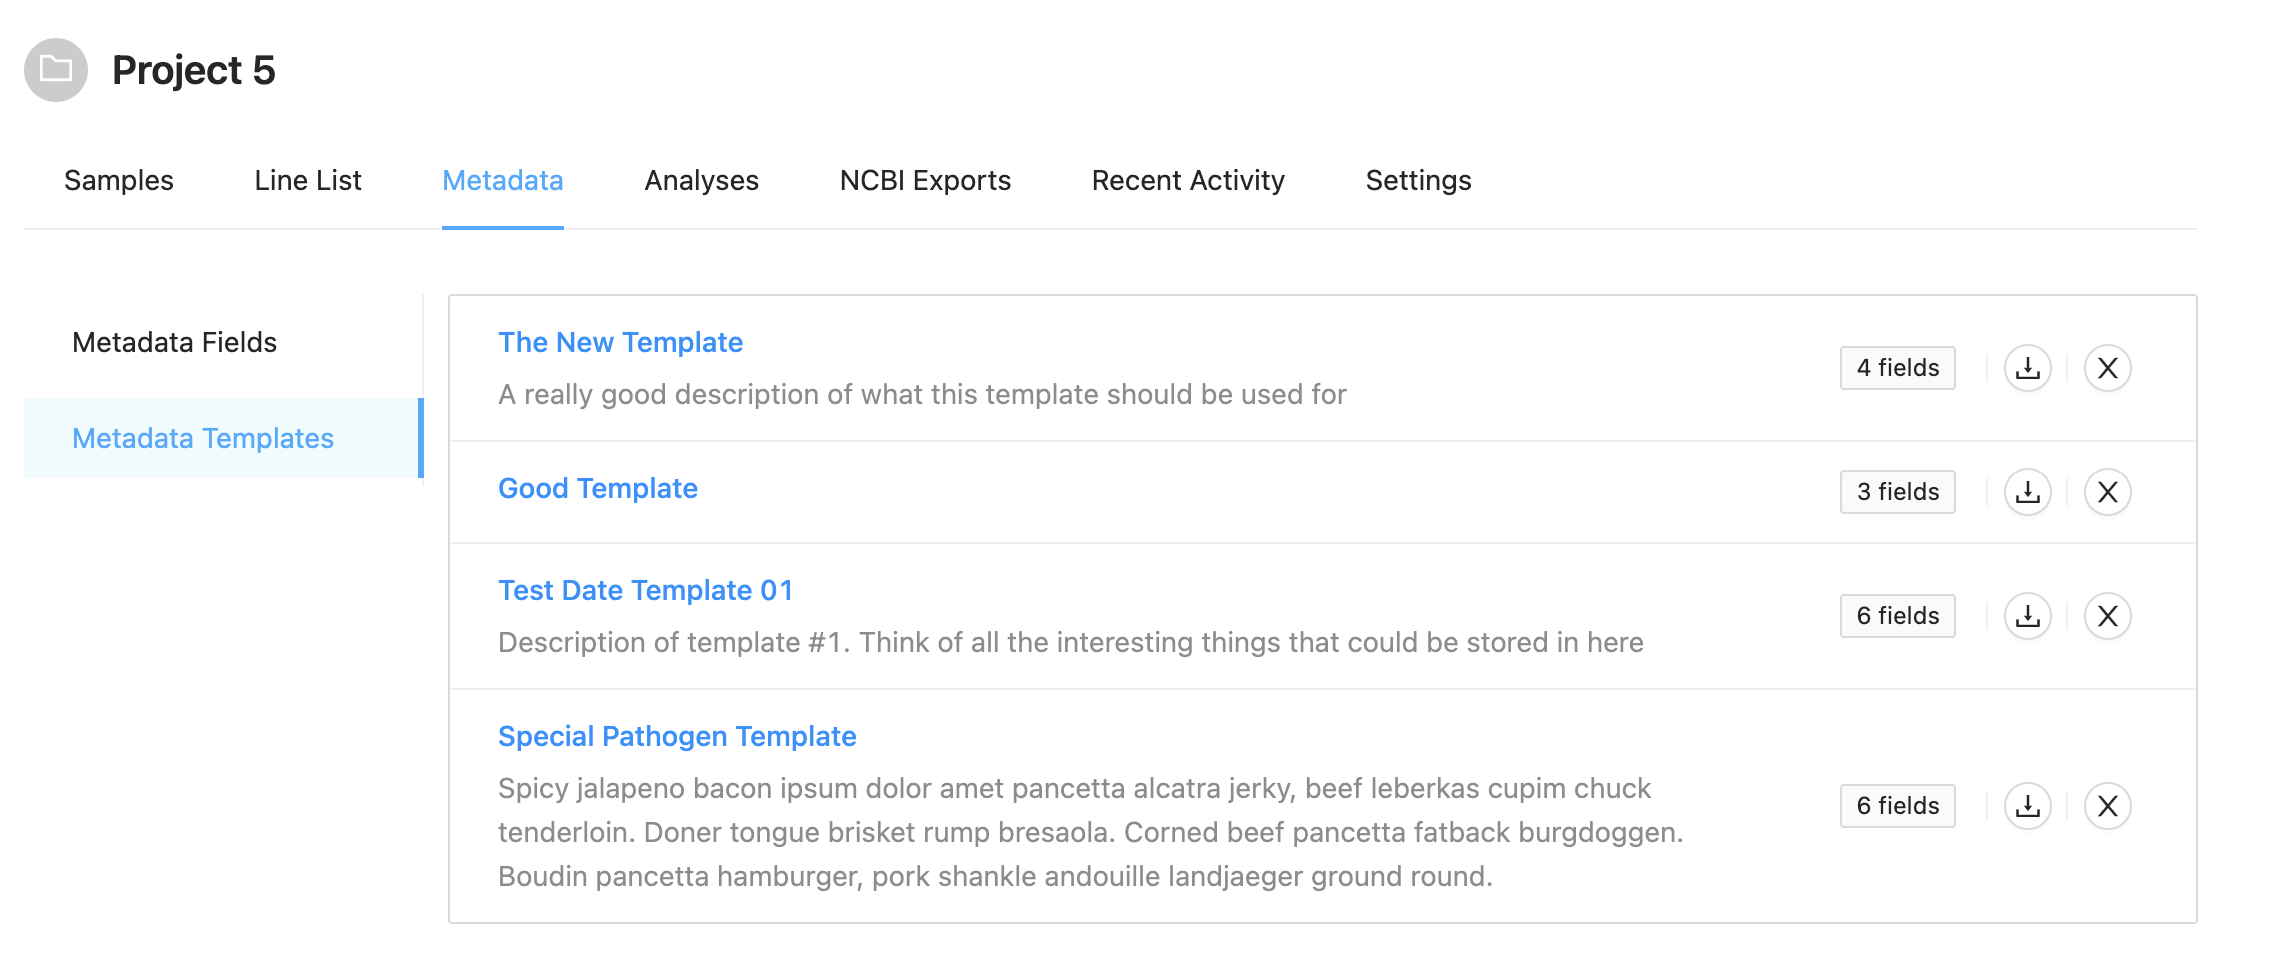 Project 5
Samples Line List Metadata Analyses NCBI Exports Recent Activity Settings
Metadata Fields
Metadata Templates
The New Template
A really good description of what this template should be used for
4 fields
Good Template
3 fields
Test Date Template 01
Description of template #1. Think of all the interesting things that could be stored in here
6 fields
Special Pathogen Template
Spicy jalapeno bacon ipsum dolor amet pancetta alcatra jerky, beef leberkas cupim chuck
tenderloin. Doner tongue brisket rump bresaola. Corned beef pancetta fatback burgdoggen.
Boudin pancetta hamburger, pork shankle andouille landjaeger ground round.
6 fields